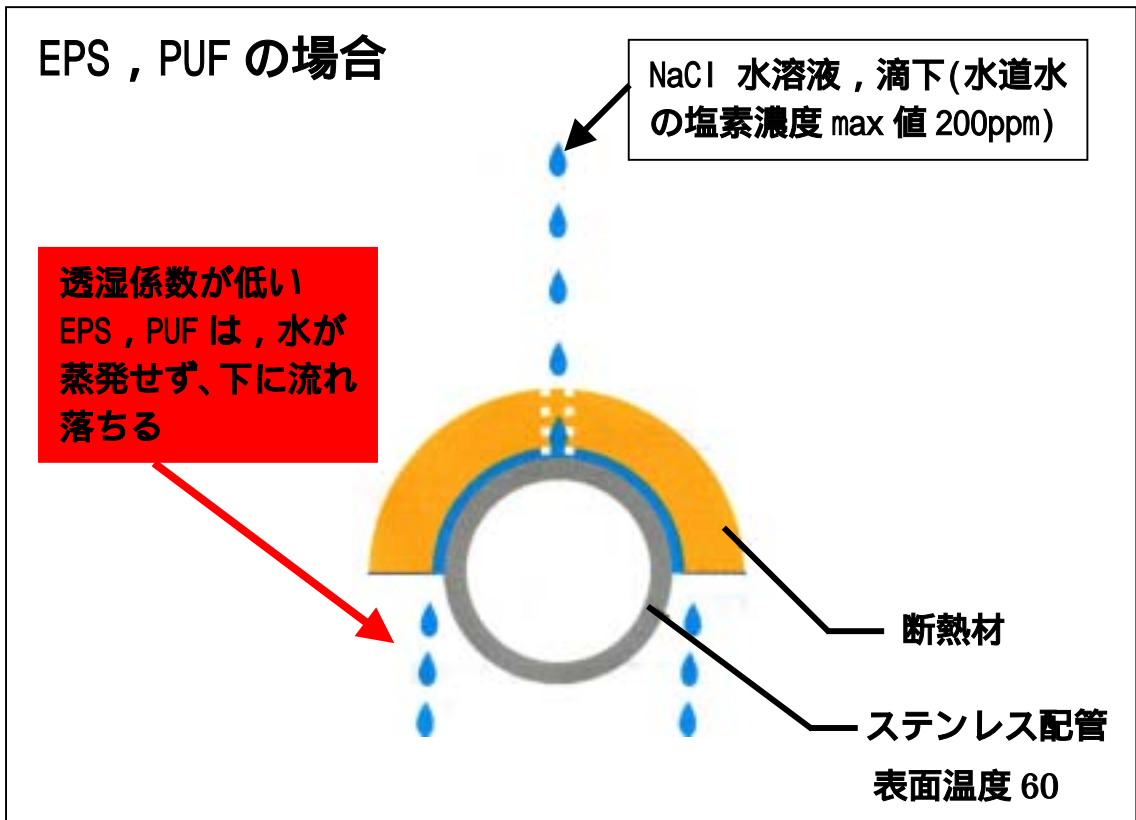 EPS , PUF の場合
NaCl 水溶液 , 滴下(水道水
の塩素濃度 max 値 200ppm)
透湿係数が低い
EPS , PUF は , 水が
蒸発せず、下に流れ
落ちる
断熱材
ステンレス配管
表面温度 60